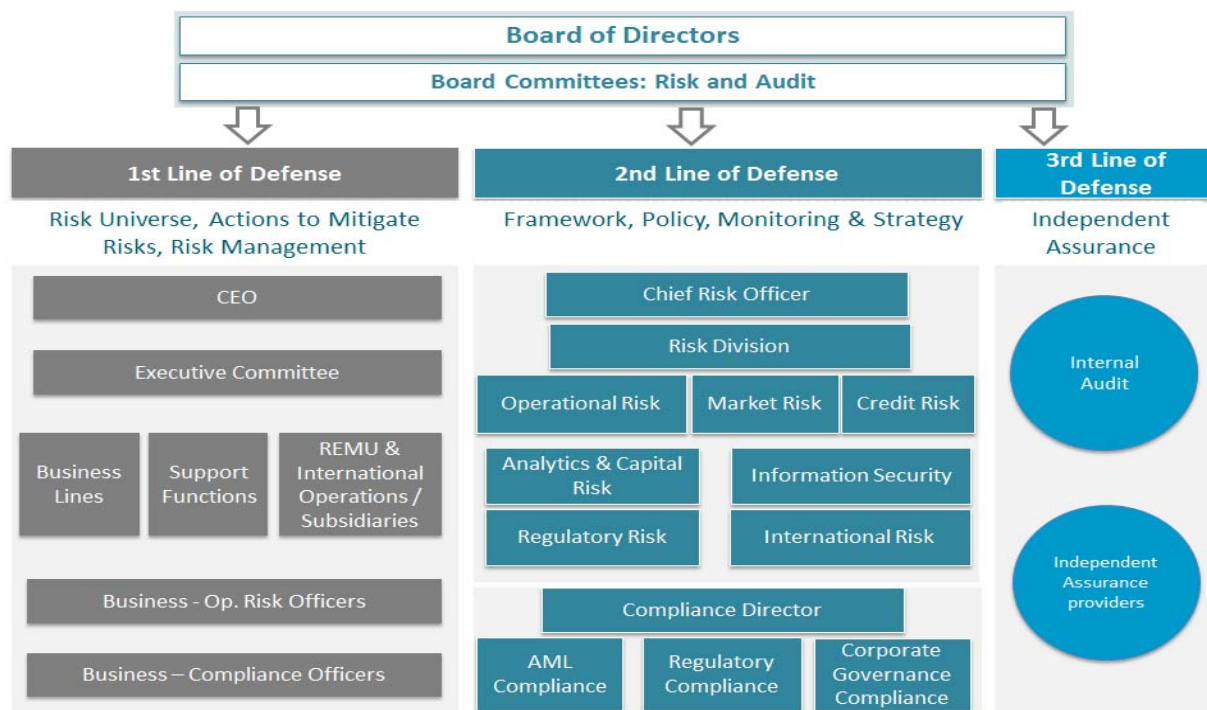 Board of Directors
Board Committees: Risk and Audit
1st Line of Defense
Risk Universe, Actions to Mitigate
Risks, Risk Management
CEO
Executive Committee
Business
Lines
Support
Functions
REMU &
International
Operations /
Subsidiaries
Business - Op. Risk Officers
Business – Compliance Officers
2nd Line of Defense
Framework, Policy, Monitoring & Strategy
Chief Risk Officer
Risk Division
Operational Risk
Market Risk
Credit Risk
Analytics & Capital
Risk
Information Security
Regulatory Risk
International Risk
Compliance Director
AML
Compliance
Regulatory
Compliance
Corporate
Governance
Compliance
3rd Line of
Defense
Independent
Assurance
Internal
Audit
Independent
Assurance
providers